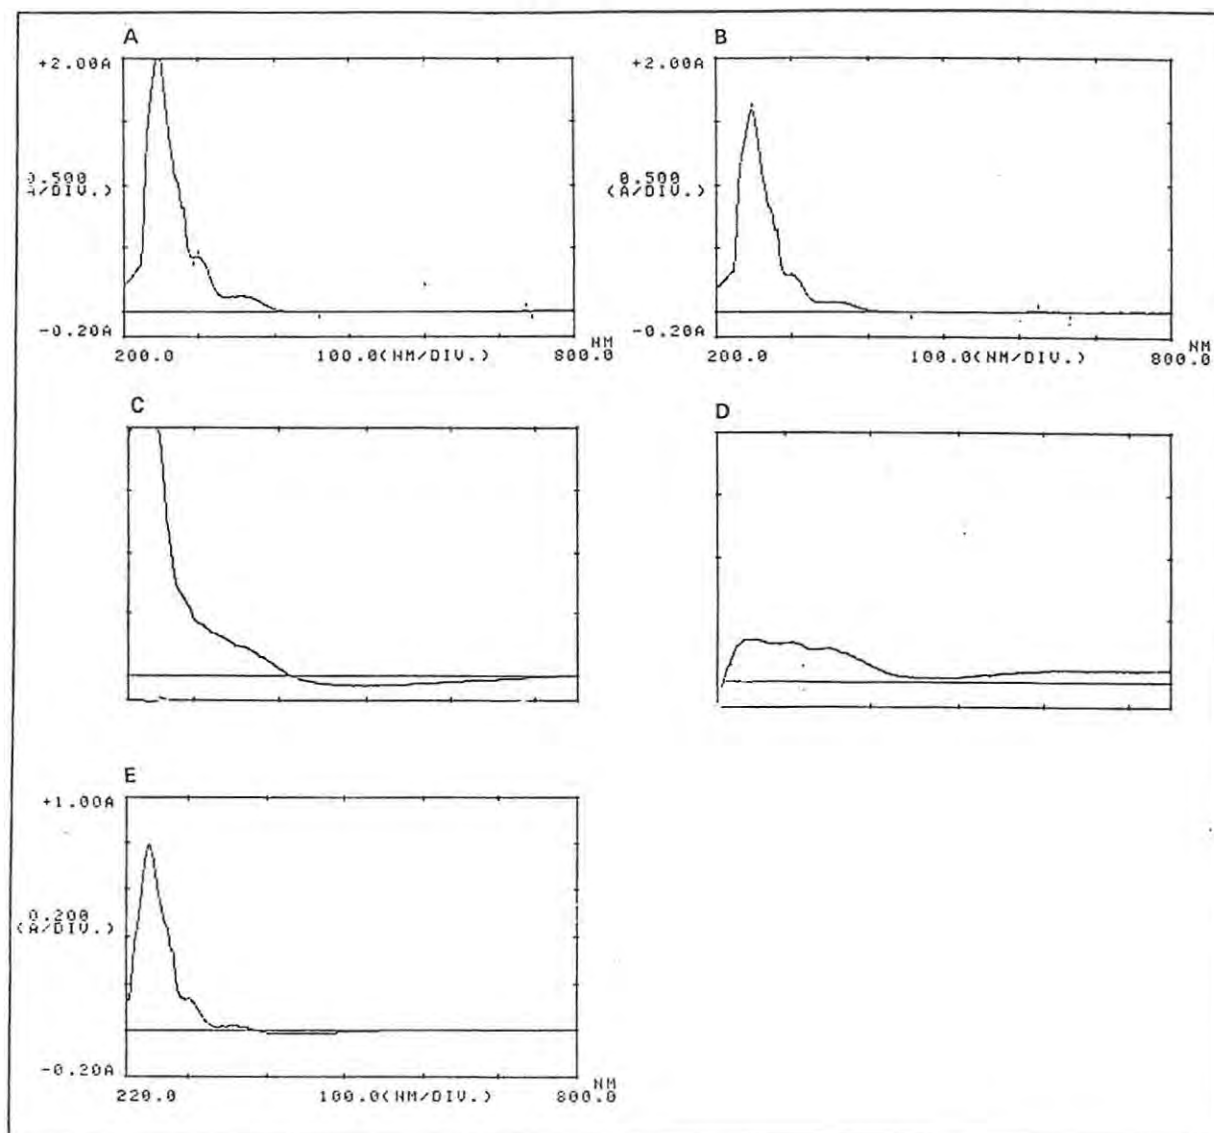 A
+2.00A
0.500
(A/DIV.)
-0.20A
200.0
100.0(NM/DIV.)
800.0
NM
B
+2.00A
0.500
(A/DIV.)
-0.20A
200.0
100.0(NM/DIV.)
800.0
NM
C
D
E
+1.00A
0.200
(A/DIV.)
-0.20A
220.0
100.0(NM/DIV.)
800.0
NM